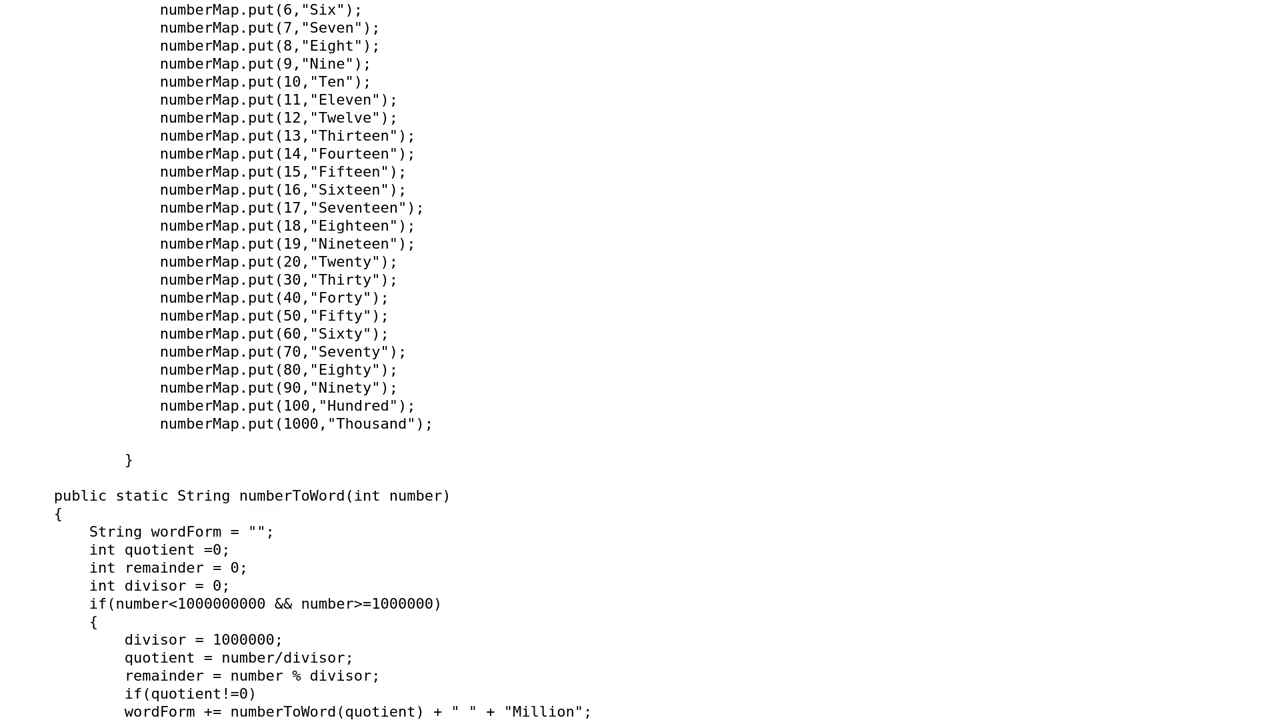 numberMap.put(6,"Six");
numberMap.put(7,"Seven");
numberMap.put(8,"Eight");
numberMap.put(9,"Nine");
numberMap.put(10,"Ten");
numberMap.put(11,"Eleven");
numberMap.put(12,"Twelve");
numberMap.put(13,"Thirteen");
numberMap.put(14,"Fourteen");
numberMap.put(15,"Fifteen");
numberMap.put(16,"Sixteen");
numberMap.put(17,"Seventeen");
numberMap.put(18,"Eighteen");
numberMap.put(19,"Nineteen");
numberMap.put(20,"Twenty");
numberMap.put(30,"Thirty");
numberMap.put(40,"Forty");
numberMap.put(50,"Fifty");
numberMap.put(60,"Sixty");
numberMap.put(70,"Seventy");
numberMap.put(80,"Eighty");
numberMap.put(90,"Ninety");
numberMap.put(100,"Hundred");
numberMap.put(1000,"Thousand");
}
public static String numberToWord(int number)
{
String wordForm = "";
int quotient =0;
int remainder = 0;
int divisor = 0;
if(number<1000000000 && number>=1000000)
{
divisor = 1000000;
quotient = number/divisor;
remainder = number % divisor;
if(quotient!=0)
wordForm += numberToWord(quotient) + " " + "Million";